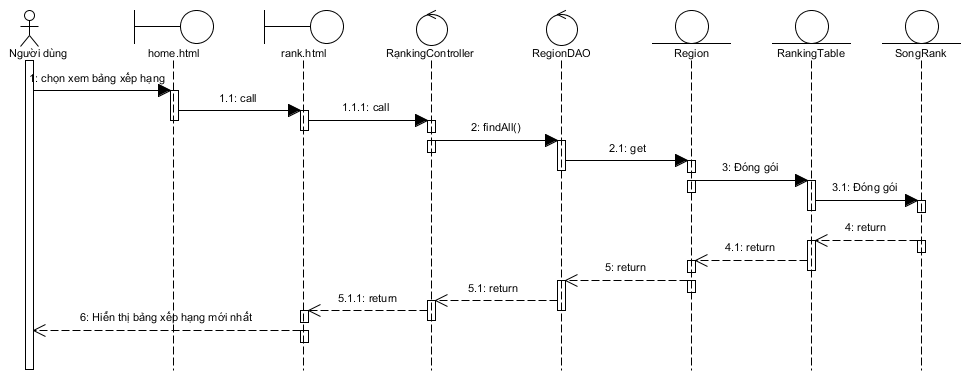 Người dùng
home.html
rank.html
RankingController
RegionDAO
Region
RankingTable
SongRank
1: chọn xem bảng xếp hạng
1.1: call
1.1.1: call
2: findAll()
2.1: get
3: Đóng gói
3.1: Đóng gói
4: return
4.1: return
5: return
5.1: return
5.1.1: return
6: Hiển thị bảng xếp hạng mới nhất